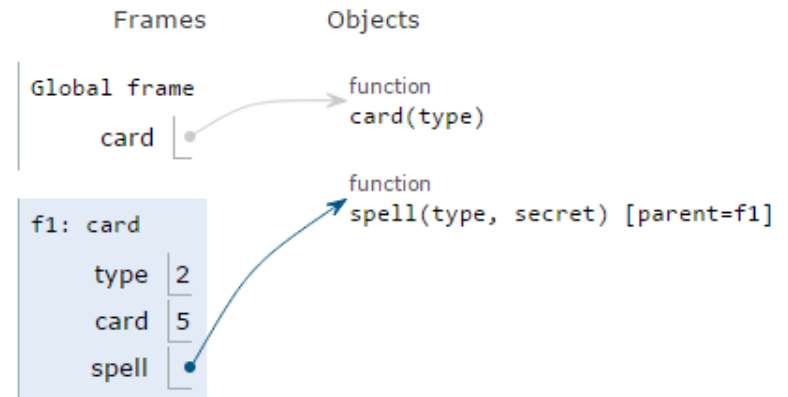 Frames Objects
Global frame
card
function
card(type)
function
spell(type, secret) [parent=f1]
f1: card
type 2
card 5
spell